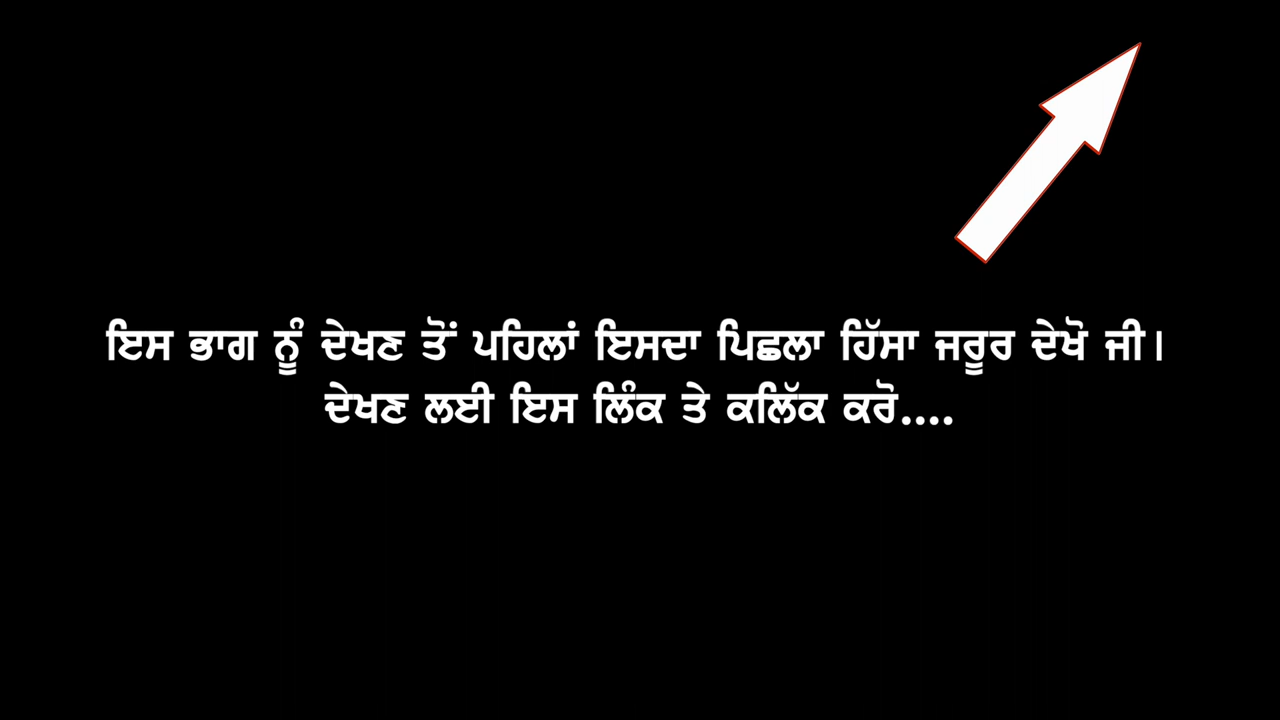 ਇਸ ਭਾਗ ਨੂੰ ਦੇਖਣ ਤੋਂ ਪਹਿਲਾਂ ਇਸਦਾ ਪਿਛਲਾ ਹਿੱਸਾ ਜਰੂਰ ਦੇਖੋ ਜੀ।
ਦੇਖਣ ਲਈ ਇਸ ਲਿੰਕ ਤੇ ਕਲਿੱਕ ਕਰੋ....